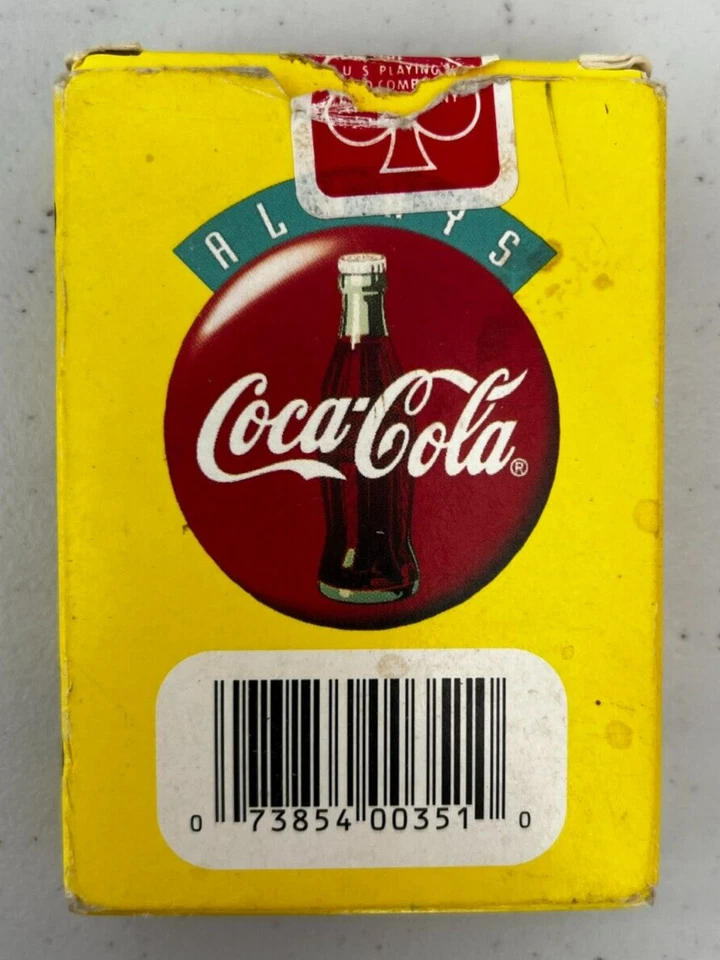 U S PLAYING
ALWAYS
Coca-Cola®
0 73854 00351 0